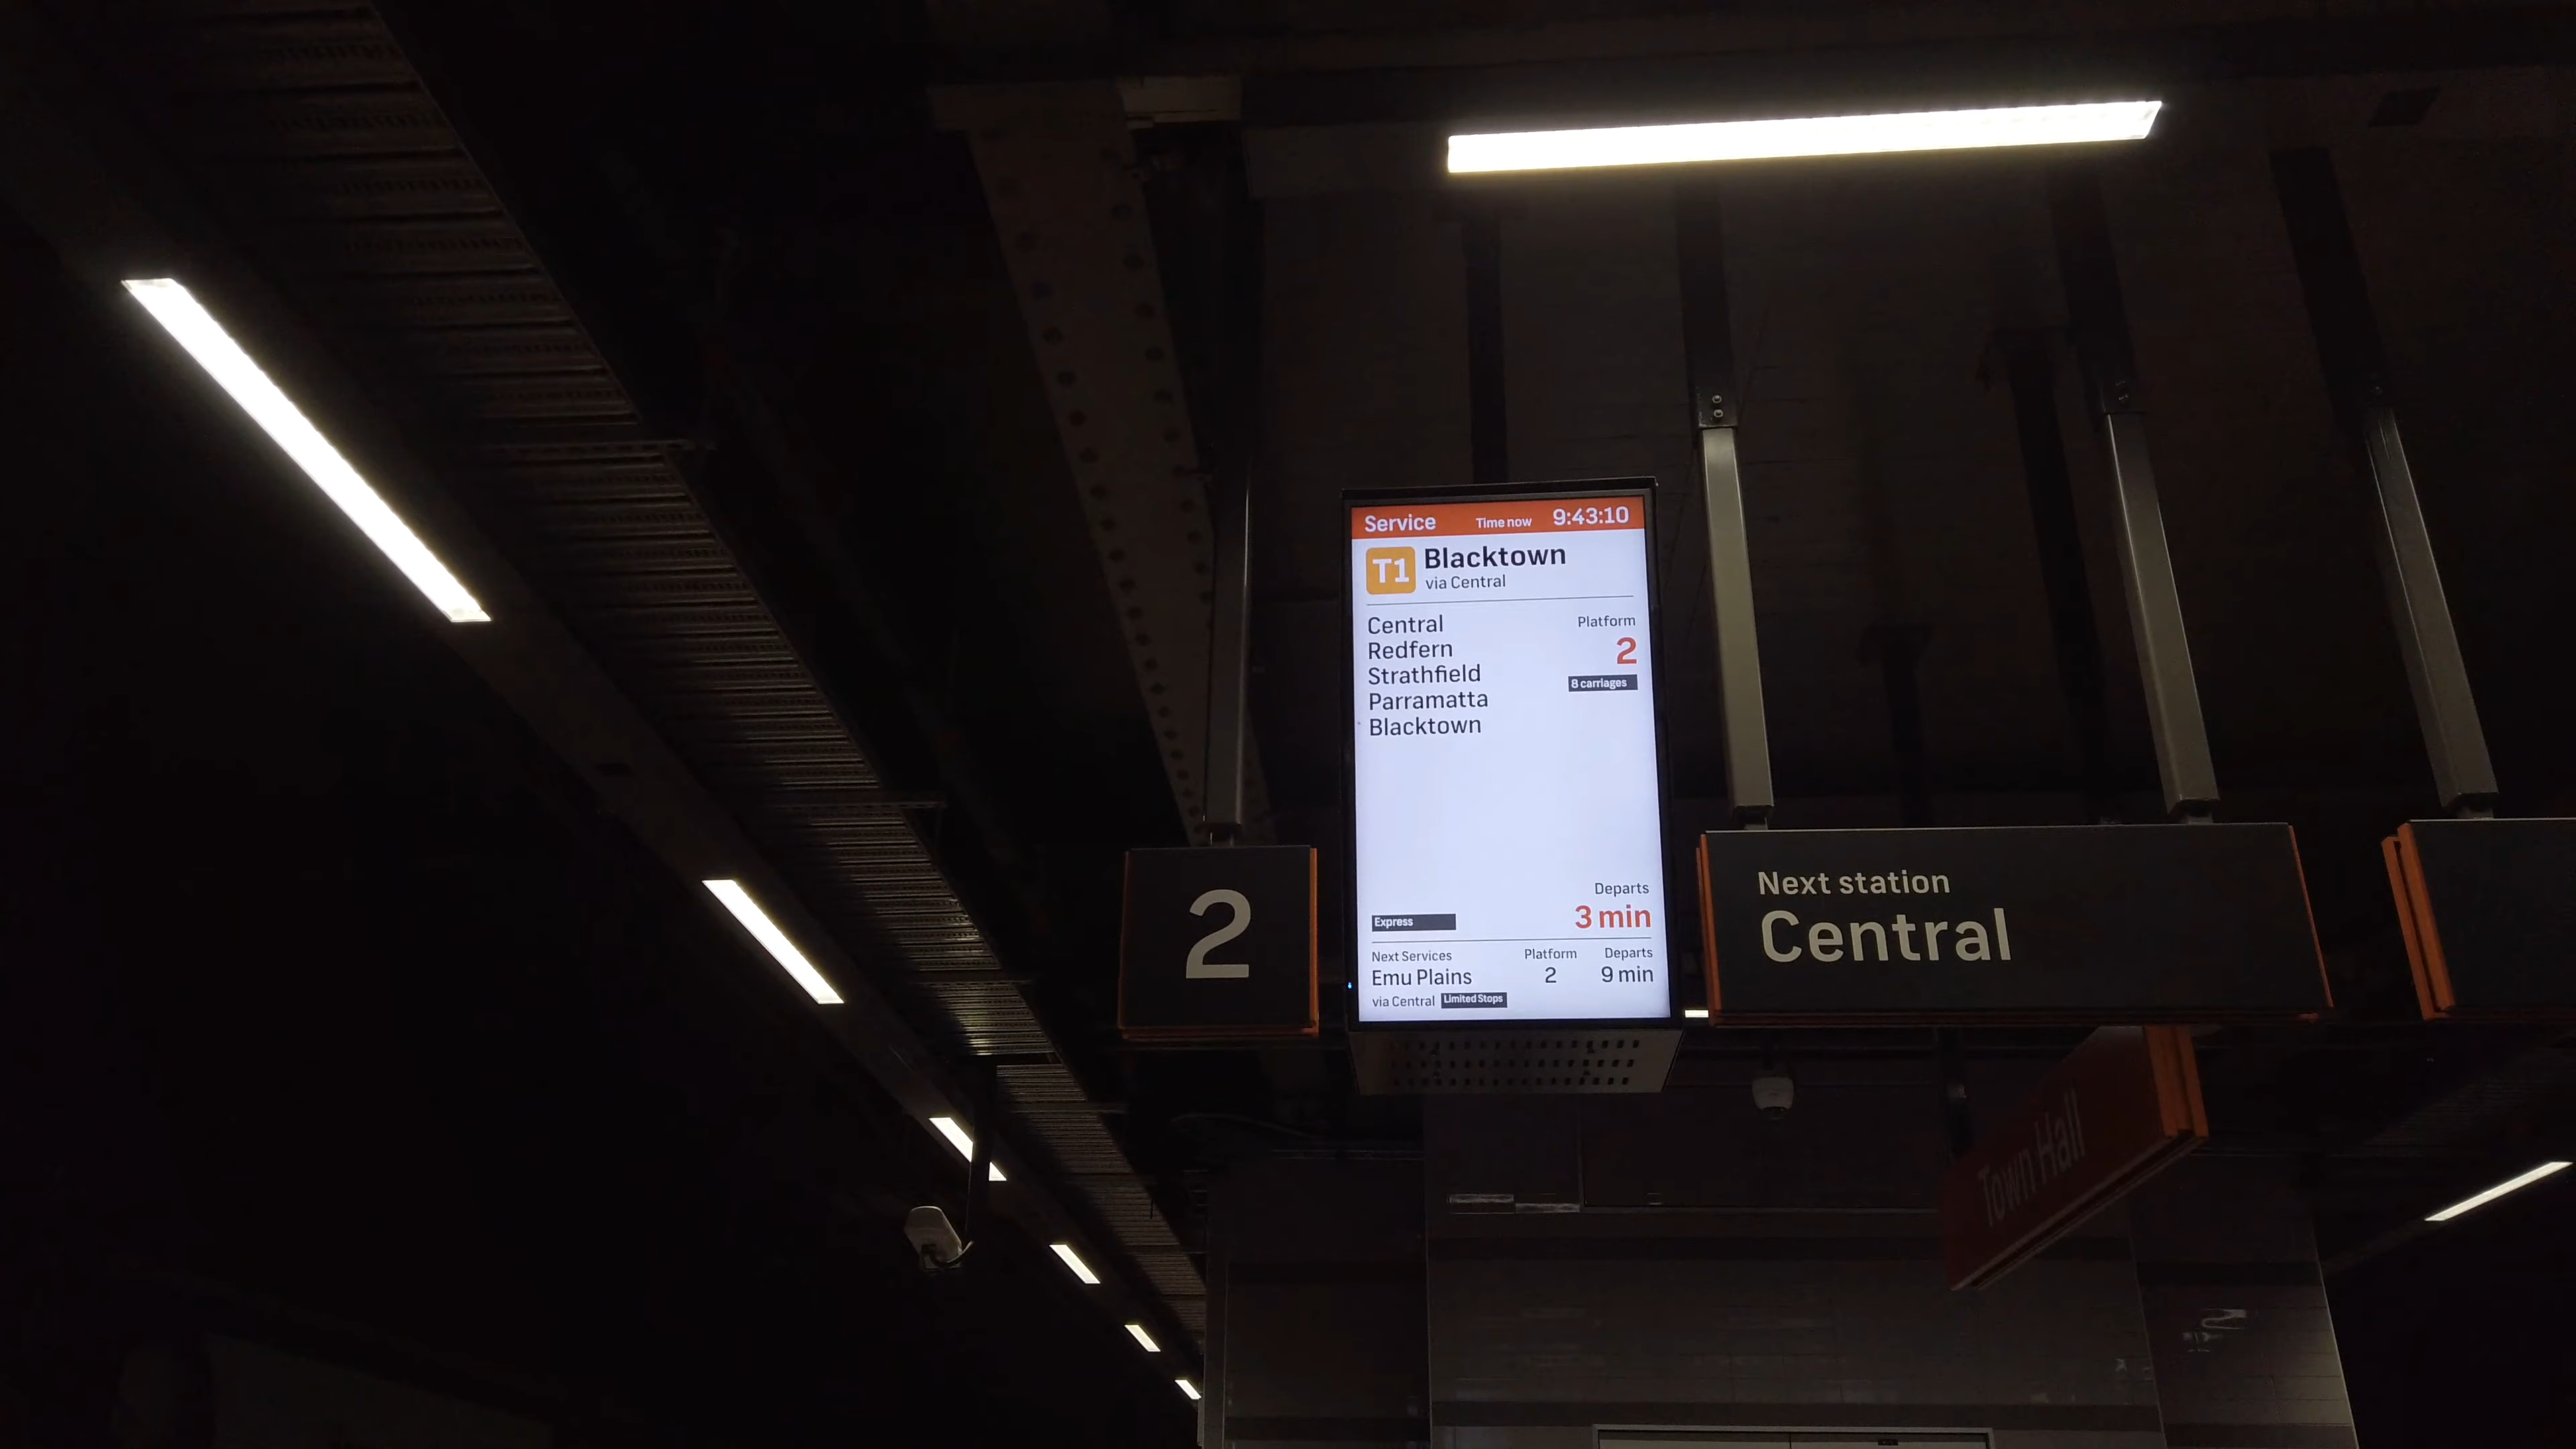 Service Time now 9:43:10
T1 Blacktown
via Central
Central
Redfern
Strathfield
Parramatta
Blacktown
Platform
2
8 carriages
Departs
Express 3 min
Next Services Platform Departs
Emu Plains 2 9 min
via Central Limited Stops
2
Next station
Central
Town Hall